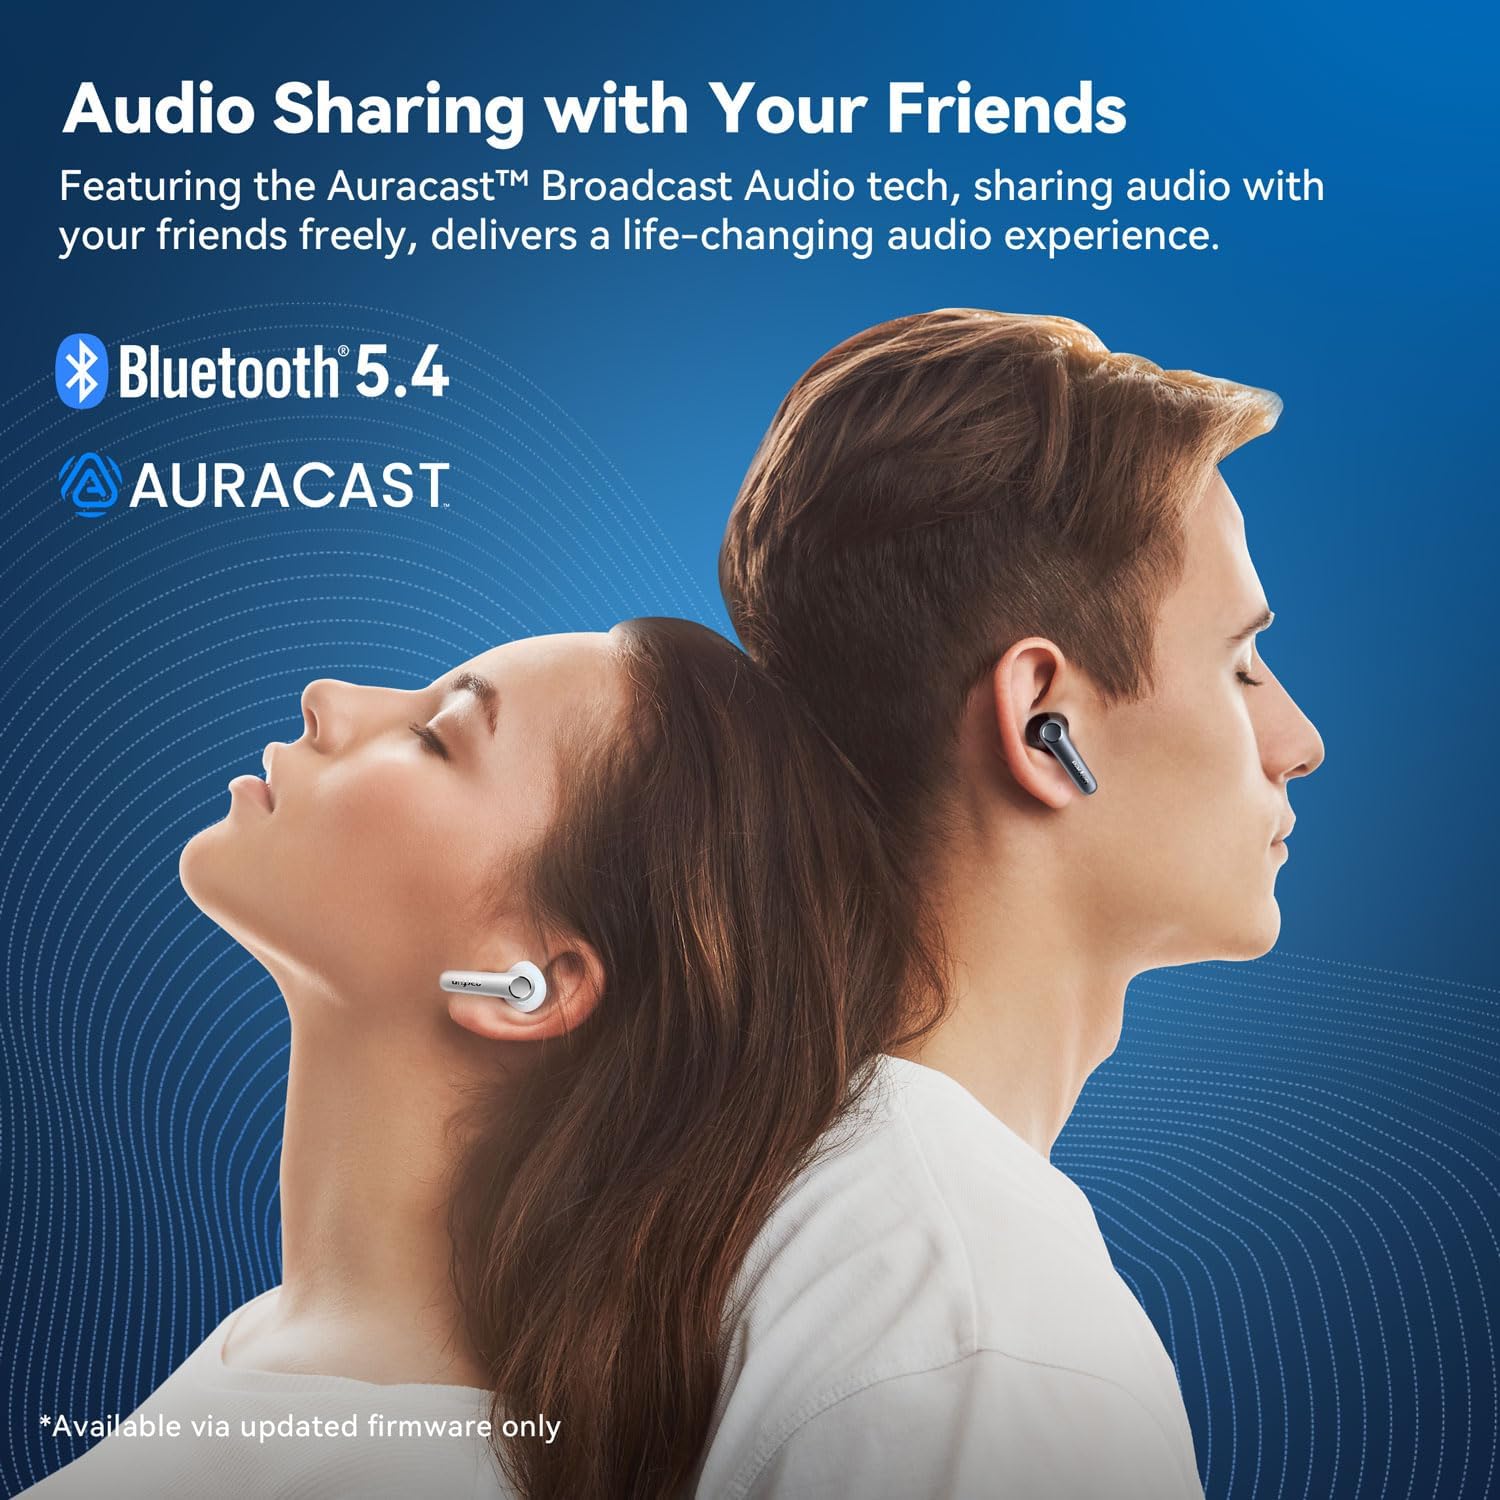 Audio Sharing with Your Friends
Featuring the Auracast™ Broadcast Audio tech, sharing audio with
your friends freely, delivers a life-changing audio experience.
Bluetooth® 5.4
AURACAST™
*Available via updated firmware only